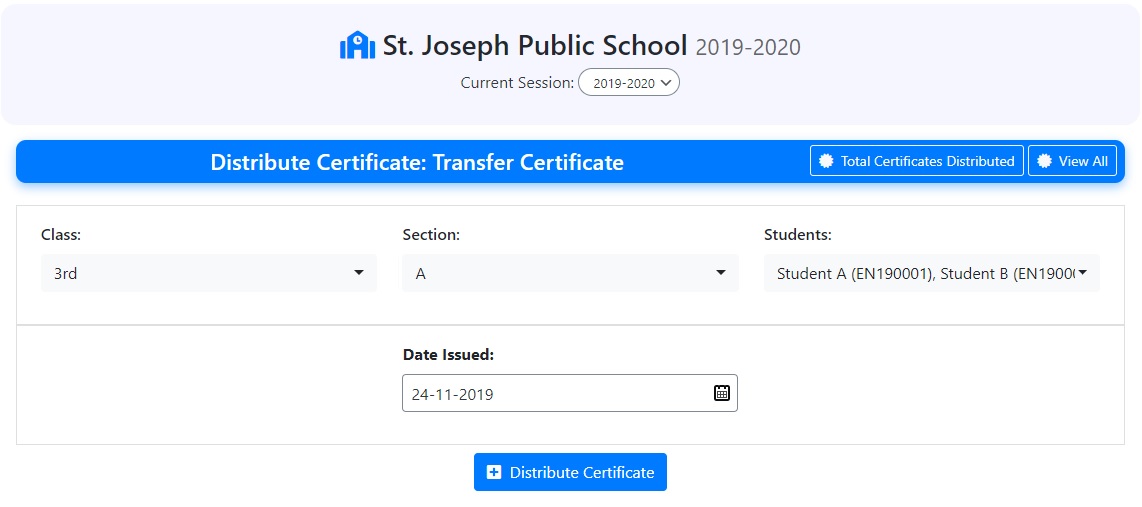 St. Joseph Public School 2019-2020
Current Session: 2019-2020
Distribute Certificate: Transfer Certificate
Total Certificates Distributed
View All
Class:
Section:
Students:
3rd
A
Student A (EN190001), Student B (EN1900
Date Issued:
24-11-2019
Distribute Certificate